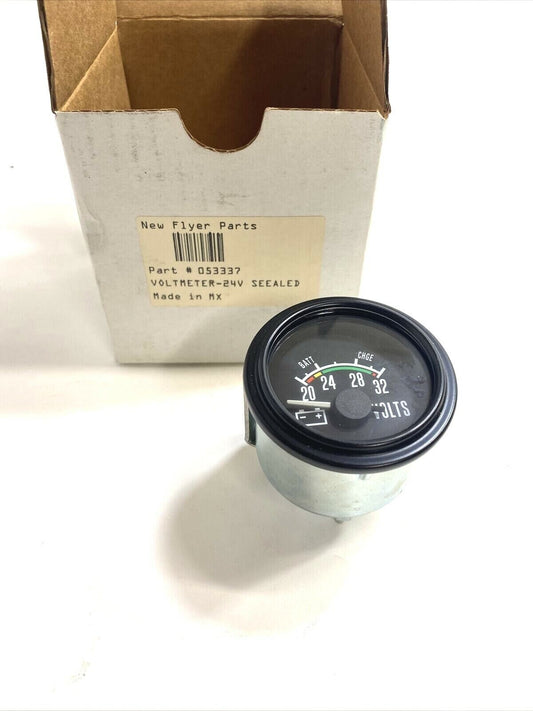 New Flyer Parts
Part # 053337
VOLTMETER-24V SEEALED
Made in MX
BATT CHGE
20 24 28 32
VOLTS
- +